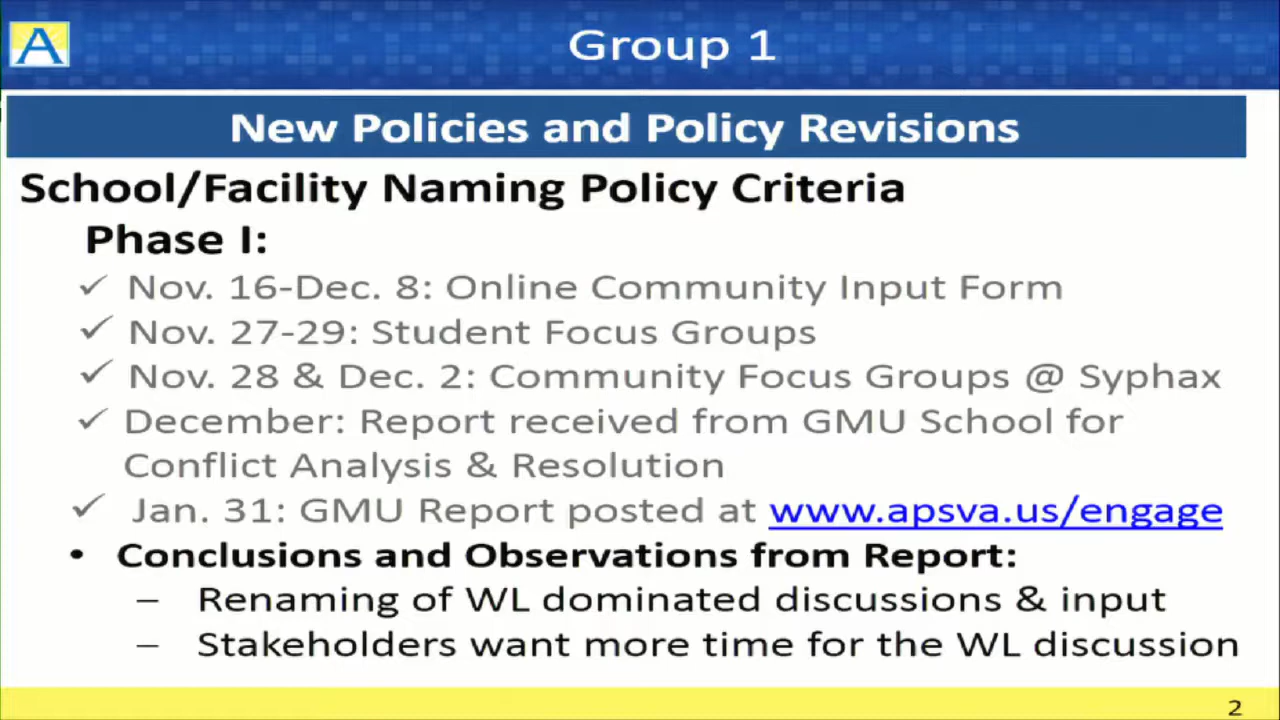 A
Group 1
New Policies and Policy Revisions
School/Facility Naming Policy Criteria
Phase I:
✓ Nov. 16-Dec. 8: Online Community Input Form
✓ Nov. 27-29: Student Focus Groups
✓ Nov. 28 & Dec. 2: Community Focus Groups @ Syphax
✓ December: Report received from GMU School for
Conflict Analysis & Resolution
✓ Jan. 31: GMU Report posted at www.apsva.us/engage
• Conclusions and Observations from Report:
– Renaming of WL dominated discussions & input
– Stakeholders want more time for the WL discussion
2